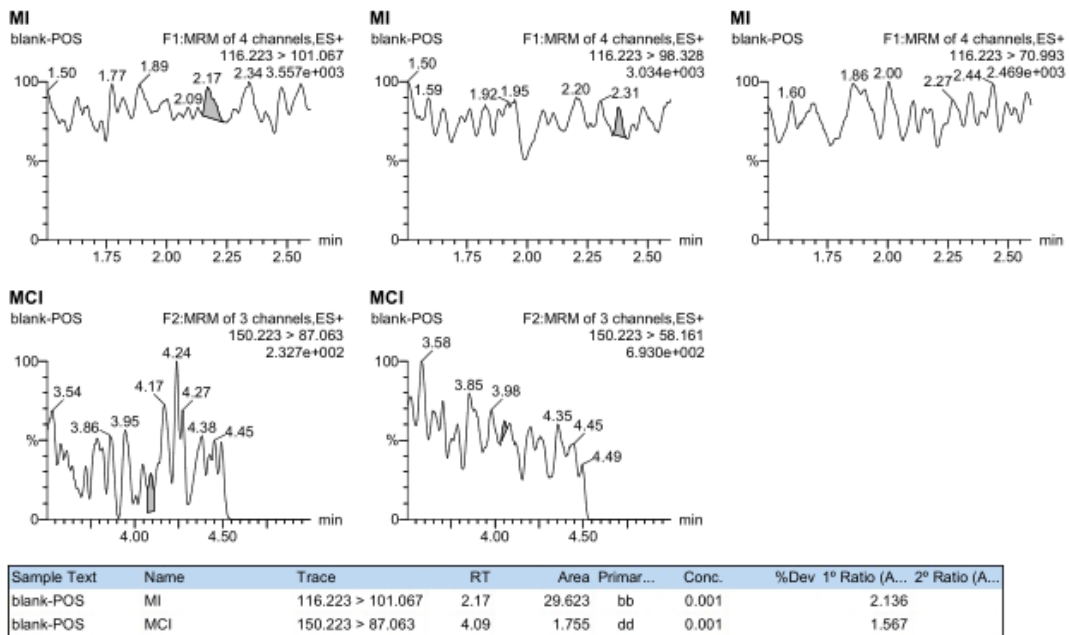 MI
blank-POS F1:MRM of 4 channels,ES+
116.223 > 101.067
3.557e+003
100
1.50 1.77 1.89 2.09 2.17 2.34
%
0
1.75 2.00 2.25 2.50 min
MI
blank-POS F1:MRM of 4 channels,ES+
116.223 > 98.328
3.034e+003
100
1.50 1.59 1.92 1.95 2.20 2.31
%
0
1.75 2.00 2.25 2.50 min
MI
blank-POS F1:MRM of 4 channels,ES+
116.223 > 70.993
2.469e+003
100
1.60 1.86 2.00 2.27 2.44
%
0
1.75 2.00 2.25 2.50 min
MCI
blank-POS F2:MRM of 3 channels,ES+
150.223 > 87.063
2.327e+002
100
3.54 3.86 3.95 4.17 4.24 4.27 4.38 4.45
%
0
4.00 4.50 min
MCI
blank-POS F2:MRM of 3 channels,ES+
150.223 > 58.161
6.930e+002
100
3.58 3.85 3.98 4.35 4.45 4.49
%
0
4.00 4.50 min
Sample Text Name Trace RT Area Primar... Conc. %Dev 1º Ratio (A... 2º Ratio (A...
blank-POS MI 116.223 > 101.067 2.17 29.623 bb 0.001 2.136
blank-POS MCI 150.223 > 87.063 4.09 1.755 dd 0.001 1.567